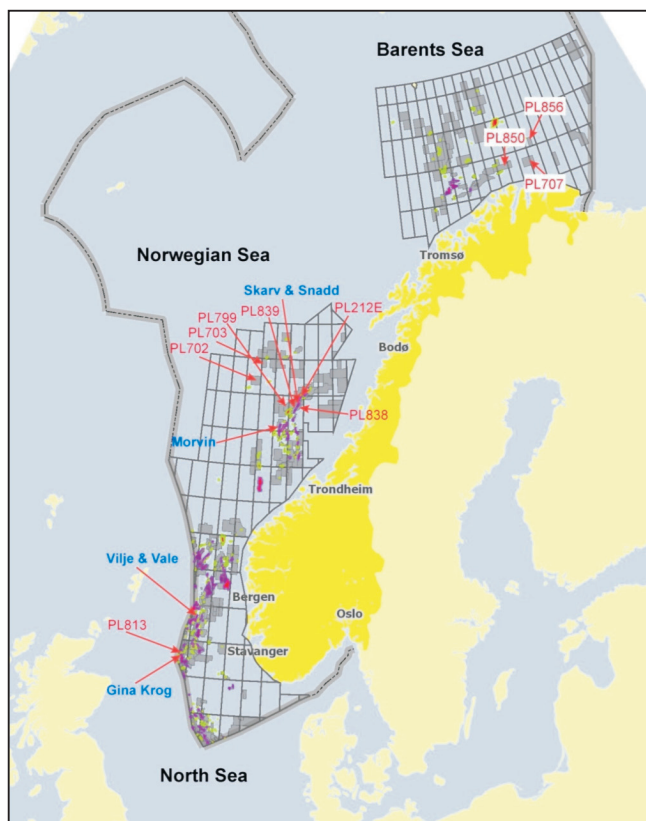 Barents Sea
PL856
PL850
PL707
Tromsø
Norwegian Sea
Skarv & Snadd
PL839
PL212E
PL799
PL703
PL702
Bodø
PL838
Morvin
Trondheim
Vilje & Vale
Bergen
Oslo
PL813
Stavanger
Gina Krog
North Sea